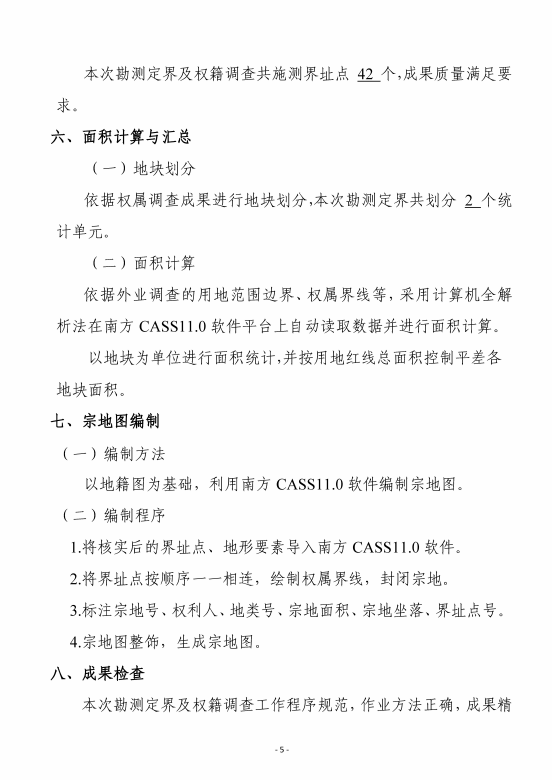 本次勘测定界及权籍调查共施测界址点 42 个,成果质量满足要
求。
六、面积计算与汇总
（一）地块划分
依据权属调查成果进行地块划分,本次勘测定界共划分 2 个统
计单元。
（二）面积计算
依据外业调查的用地范围边界、权属界线等，采用计算机全解
析法在南方 CASS11.0 软件平台上自动读取数据并进行面积计算。
以地块为单位进行面积统计,并按用地红线总面积控制平差各
地块面积。
七、宗地图编制
（一）编制方法
以地籍图为基础，利用南方 CASS11.0 软件编制宗地图。
（二）编制程序
1.将核实后的界址点、地形要素导入南方 CASS11.0 软件。
2.将界址点按顺序一一相连，绘制权属界线，封闭宗地。
3.标注宗地号、权利人、地类号、宗地面积、宗地坐落、界址点号。
4.宗地图整饰，生成宗地图。
八、成果检查
本次勘测定界及权籍调查工作程序规范，作业方法正确，成果精
- 5 -